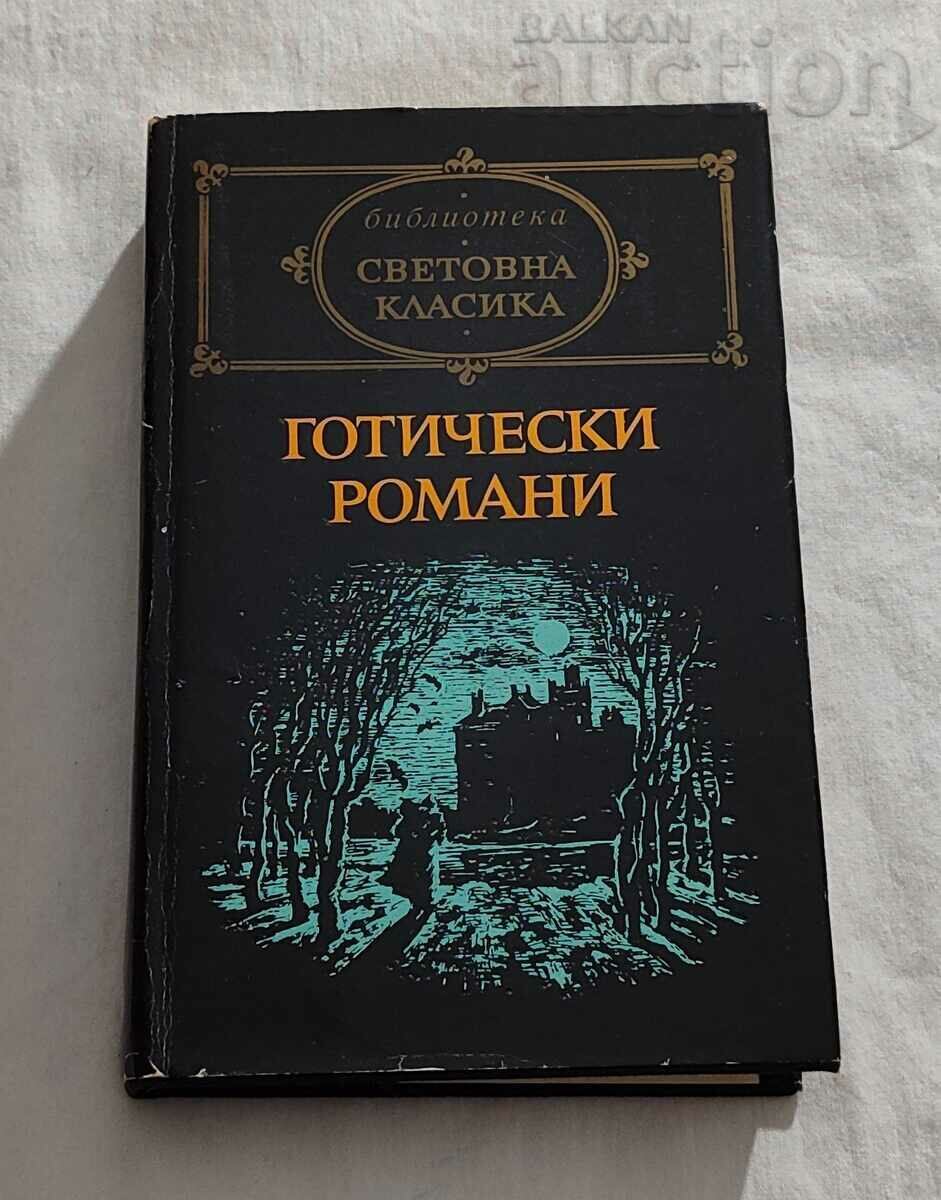 BALKAN
auction
библиотека
СВЕТОВНА
КЛАСИКА
ГОТИЧЕСКИ
РОМАНИ